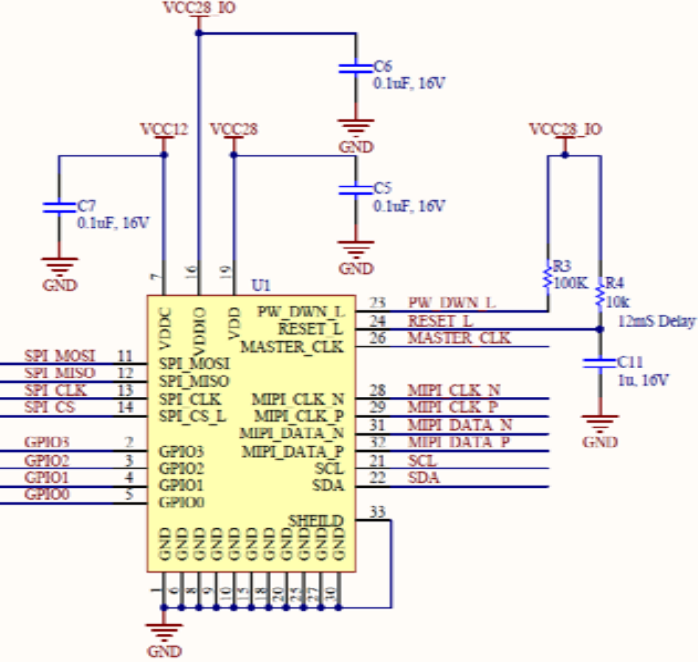 VCC28_IO
C6
0.1uF, 16V
GND
VCC12
VCC28
VCC28_IO
C5
0.1uF, 16V
C7
0.1uF, 16V
GND
GND
7
16
19
U1
R3
100K
R4
10k
12mS Delay
C11
1u, 16V
GND
VDDC
VDDIO
VDD
PW_DWN_L 23 PW_DWN_L
RESET_L 24 RESET_L
MASTER_CLK 26 MASTER_CLK
SPI_MOSI 11 SPI_MOSI
SPI_MISO 12 SPI_MISO
SPI_CLK 13 SPI_CLK
SPI_CS 14 SPI_CS_L
MIPI_CLK_N 28 MIPI_CLK_N
MIPI_CLK_P 29 MIPI_CLK_P
MIPI_DATA_N 31 MIPI_DATA_N
MIPI_DATA_P 32 MIPI_DATA_P
GPIO3 2 GPIO3
GPIO2 3 GPIO2
GPIO1 4 GPIO1
GPIO0 5 GPIO0
SCL 21 SCL
SDA 22 SDA
SHEILD 33
GND GND GND GND GND GND GND GND GND GND GND
1 6 8 9 10 15 18 20 25 27 30
GND